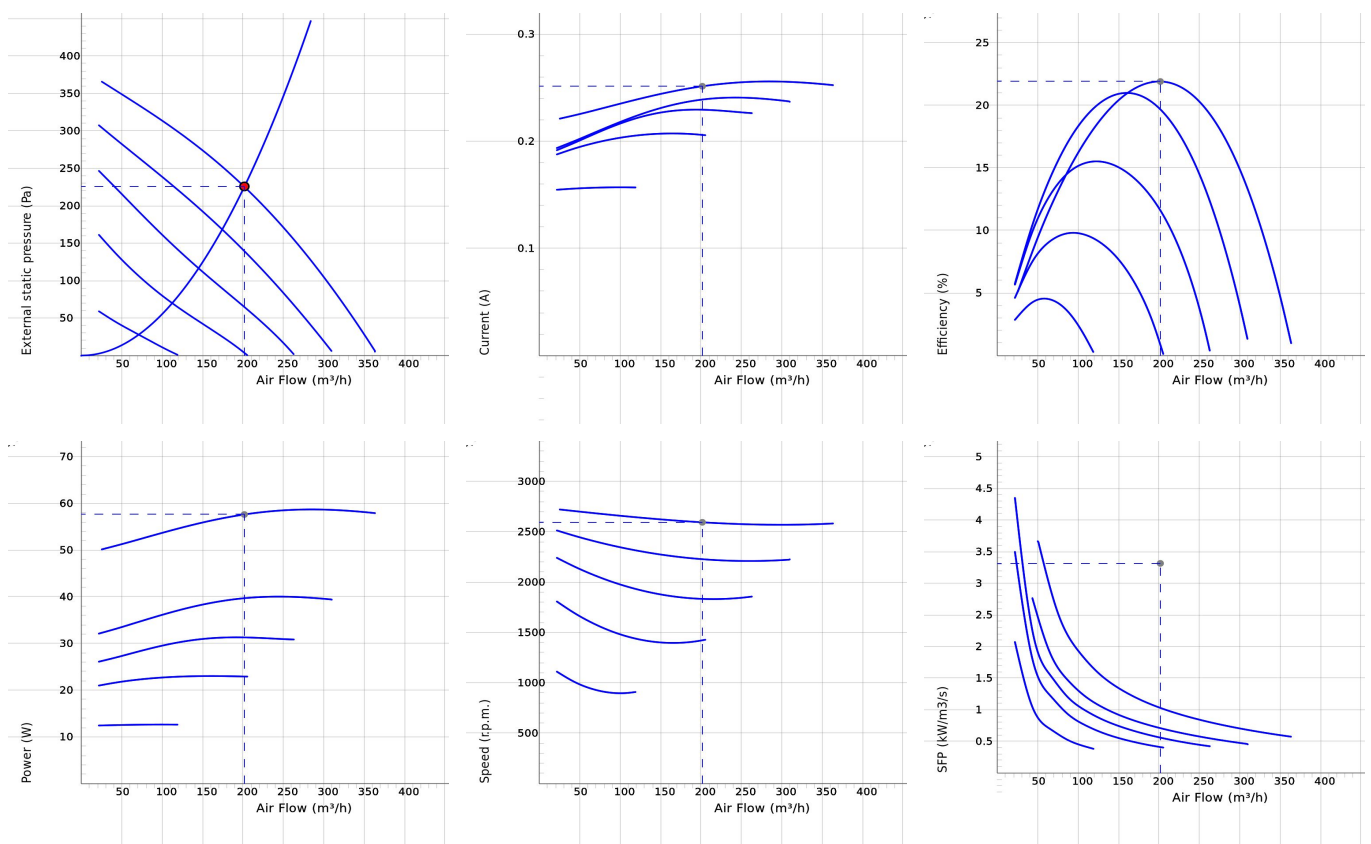 External static pressure (Pa)
400
350
300
250
200
150
100
50
50 100 150 200 250 300 350 400
Air Flow (m³/h)
Current (A)
0.3
0.2
0.1
50 100 150 200 250 300 350 400
Air Flow (m³/h)
Efficiency (%)
25
20
15
10
5
50 100 150 200 250 300 350 400
Air Flow (m³/h)
Power (W)
70
60
50
40
30
20
10
50 100 150 200 250 300 350 400
Air Flow (m³/h)
Speed (r.p.m.)
3000
2500
2000
1500
1000
500
50 100 150 200 250 300 350 400
Air Flow (m³/h)
SFP (kW/m3/s)
5
4.5
4
3.5
3
2.5
2
1.5
1
0.5
50 100 150 200 250 300 350 400
Air Flow (m³/h)